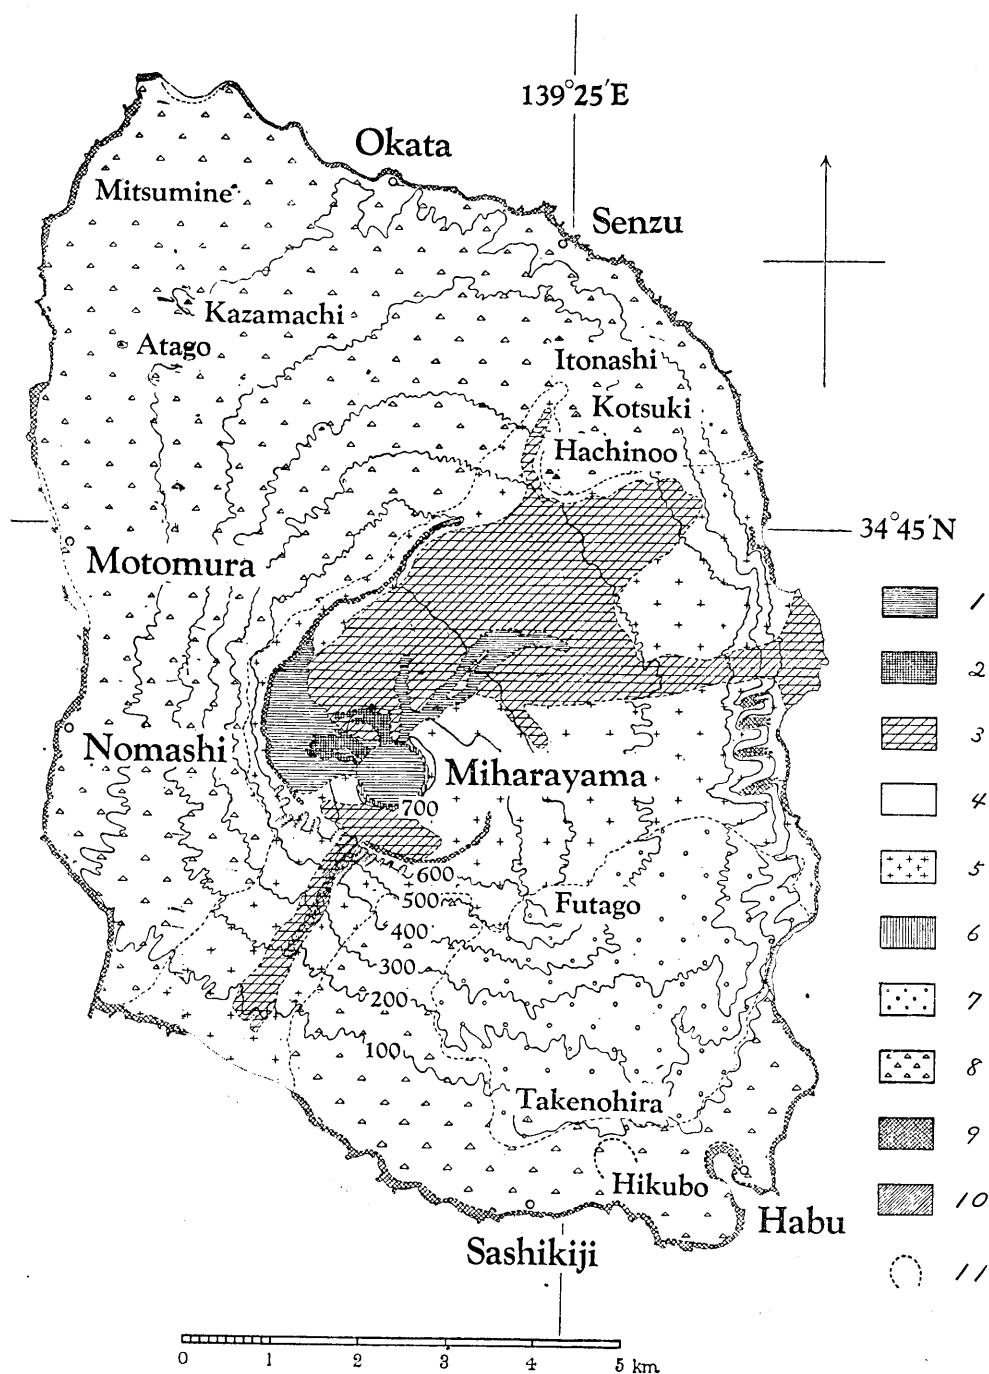 139°25′E
Okata
Mitsumine
Senzu
Kazamachi
Atago
Itonashi
Kotsuki
Hachinoo
34°45′N
Motomura
1
2
Nomashi
3
Miharayama
700
4
600
5
500
Futago
400
6
300
200
7
100
8
Takenohira
9
Hikubo
10
Habu
Sashikiji
11
0 1 2 3 4 5 km